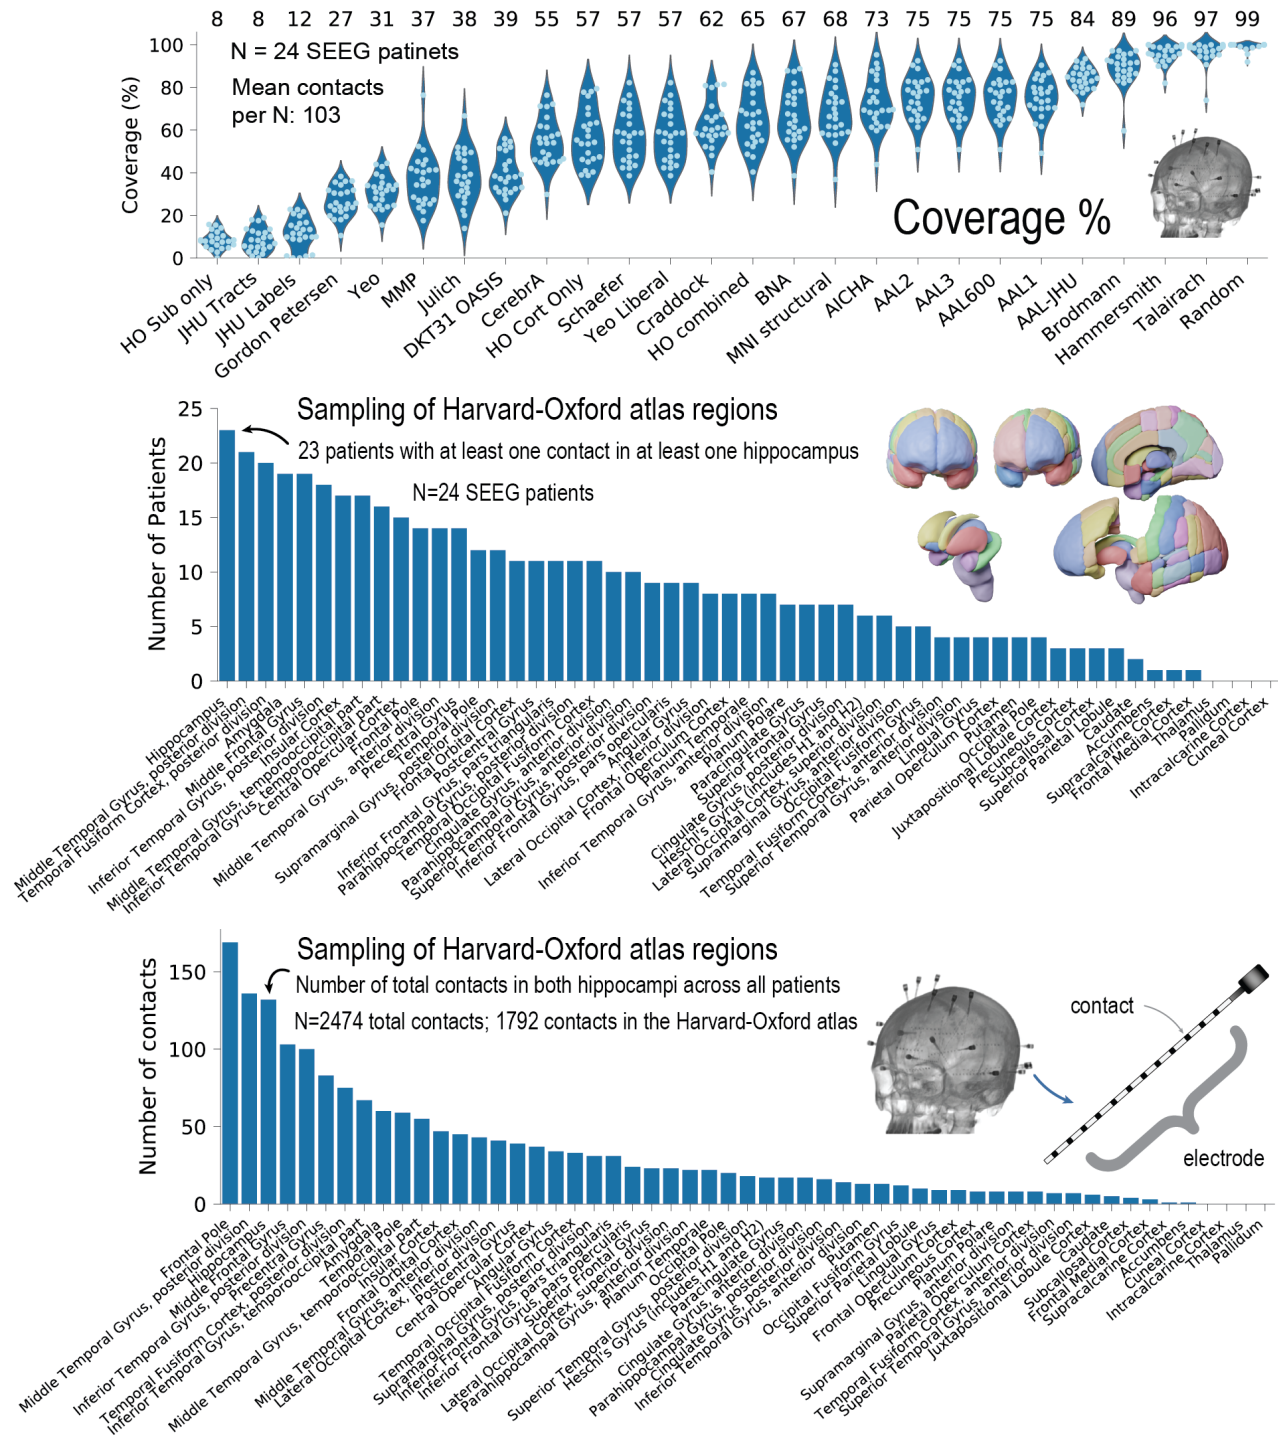 8 8 12 27 31 37 38 39 55 57 57 57 62 65 67 68 73 75 75 75 75 84 89 96 97 99
N = 24 SEEG patinets
Mean contacts
per N: 103
Coverage (%)
100
80
60
40
20
0
Coverage %
HO Sub only
JHU Tracts
JHU Labels
Gordon Petersen
Yeo
MMP
Julich
DKT31 OASIS
CerebrA
HO Cort Only
Schaefer
Yeo Liberal
Craddock
HO combined
BNA
MNI structural
AICHA
AAL2
AAL3
AAL600
AAL1
AAL-JHU
Brodmann
Hammersmith
Talairach
Random
Sampling of Harvard-Oxford atlas regions
23 patients with at least one contact in at least one hippocampus
N=24 SEEG patients
Number of Patients
25
20
15
10
5
0
Hippocampus
Middle Temporal Gyrus, posterior division
Temporal Fusiform Cortex, posterior division
Amygdala
Middle Frontal Gyrus
Inferior Temporal Gyrus, posterior division
Insular Cortex
Middle Temporal Gyrus, temporooccipital part
Inferior Temporal Gyrus, temporooccipital part
Central Opercular Cortex
Frontal Pole
Middle Temporal Gyrus, anterior division
Precentral Gyrus
Temporal Pole
Supramarginal Gyrus, posterior division
Frontal Orbital Cortex
Postcentral Gyrus
Inferior Frontal Gyrus, pars triangularis
Parahippocampal Gyrus, posterior division
Temporal Occipital Fusiform Cortex
Cingulate Gyrus, anterior division
Parahippocampal Gyrus, anterior division
Superior Temporal Gyrus, posterior division
Inferior Frontal Gyrus, pars opercularis
Angular Gyrus
Lateral Occipital Cortex, inferior division
Frontal Operculum Cortex
Planum Temporale
Inferior Temporal Gyrus, anterior division
Planum Polare
Paracingulate Gyrus
Superior Frontal Gyrus
Cingulate Gyrus, posterior division
Heschl's Gyrus (includes H1 and H2)
Lateral Occipital Cortex, superior division
Supramarginal Gyrus, anterior division
Occipital Fusiform Gyrus
Temporal Fusiform Cortex, anterior division
Superior Temporal Gyrus, anterior division
Lingual Gyrus
Parietal Operculum Cortex
Putamen
Occipital Pole
Juxtapositional Lobule Cortex
Precuneous Cortex
Subcallosal Cortex
Superior Parietal Lobule
Caudate
Accumbens
Supracalcarine Cortex
Frontal Medial Cortex
Thalamus
Pallidum
Intracalcarine Cortex
Cuneal Cortex
Sampling of Harvard-Oxford atlas regions
Number of total contacts in both hippocampi across all patients
N=2474 total contacts; 1792 contacts in the Harvard-Oxford atlas
contact
electrode
Number of contacts
150
100
50
0
Frontal Pole
Middle Temporal Gyrus, posterior division
Hippocampus
Middle Frontal Gyrus
Inferior Temporal Gyrus, posterior division
Precentral Gyrus
Temporal Fusiform Cortex, posterior division
Inferior Temporal Gyrus, temporooccipital part
Amygdala
Temporal Pole
Middle Temporal Gyrus, temporooccipital part
Insular Cortex
Frontal Orbital Cortex
Middle Temporal Gyrus, anterior division
Lateral Occipital Cortex, inferior division
Postcentral Gyrus
Central Opercular Cortex
Angular Gyrus
Temporal Occipital Fusiform Cortex
Supramarginal Gyrus, posterior division
Inferior Frontal Gyrus, pars triangularis
Inferior Frontal Gyrus, pars opercularis
Superior Frontal Gyrus
Lateral Occipital Cortex, superior division
Parahippocampal Gyrus, anterior division
Planum Temporale
Occipital Pole
Superior Temporal Gyrus, posterior division
Heschl's Gyrus (includes H1 and H2)
Paracingulate Gyrus
Cingulate Gyrus, anterior division
Parahippocampal Gyrus, posterior division
Cingulate Gyrus, posterior division
Inferior Temporal Gyrus, anterior division
Putamen
Occipital Fusiform Gyrus
Superior Parietal Lobule
Lingual Gyrus
Frontal Operculum Cortex
Precuneous Cortex
Planum Polare
Supramarginal Gyrus, anterior division
Parietal Operculum Cortex
Temporal Fusiform Cortex, anterior division
Superior Temporal Gyrus, anterior division
Juxtapositional Lobule Cortex
Caudate
Subcallosal Cortex
Frontal Medial Cortex
Supracalcarine Cortex
Accumbens
Cuneal Cortex
Intracalcarine Cortex
Thalamus
Pallidum